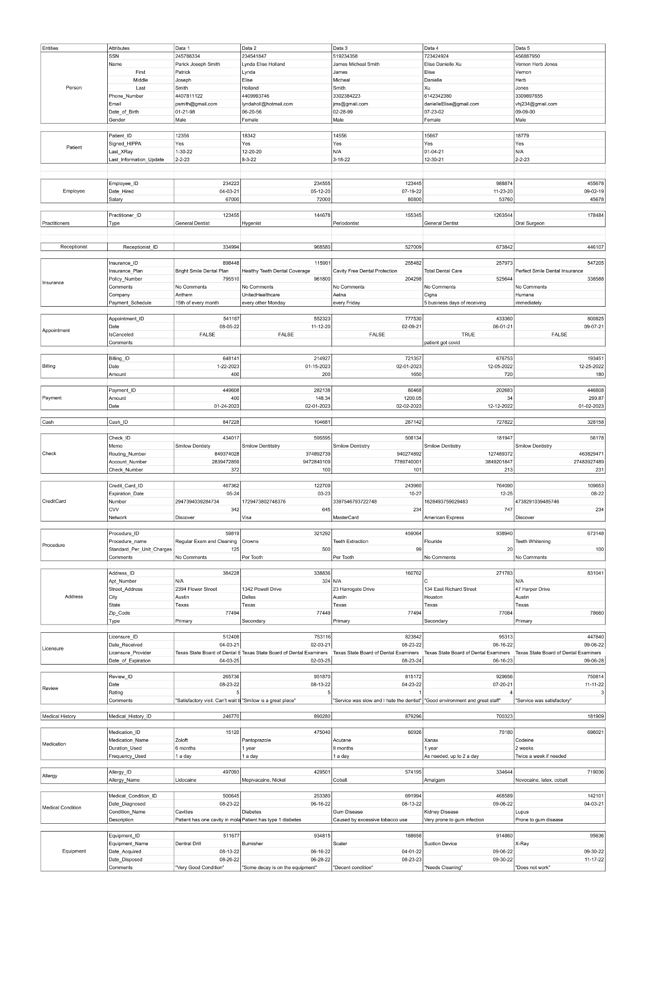 Entities Attributes Data 1 Data 2 Data 3 Data 4 Data 5
SSN 245788334 234541847 519234358 723424924 456887950
Name Parick Joseph Smith Lynda Elise Holland James Micheal Smith Elise Danielle Xu Vernon Herb Jones
First Patrick Lynda James Elise Vernon
Middle Joseph Elise Micheal Danielle Herb
Person Last Smith Holland Smith Xu Jones
Phone_Number 4407811122 4409993746 3302384223 6142342380 3309897655
Email psmith@gmail.com lyndaholl@hotmail.com jms@gmail.com danielleElise@gmail.com vhj234@gmail.com
Date_of_Birth 01-21-98 06-20-56 02-28-99 07-23-02 09-09-00
Gender Male Female Male Female Male
Patient_ID 12356 18342 14556 15667 18779
Patient Signed_HIPPA Yes Yes Yes Yes Yes
Last_XRay 1-30-22 12-20-20 N/A 01-04-21 N/A
Last_Information_Update 2-2-23 8-3-22 3-18-22 12-30-21 2-2-23
Employee_ID 234223 234555 123445 988874 455678
Employee Date_Hired 04-03-21 05-12-20 07-19-22 11-23-20 09-02-19
Salary 67000 72000 80800 53760 45678
Practitioner_ID 123455 144678 155345 1263544 178484
Practitioners Type General Dentist Hygenist Periodontist General Dentist Oral Surgeon
Receptionist Receptionist_ID 334994 968580 527009 673842 446107
Insurance_ID 898448 115901 255482 257973 547205
Insurance_Plan Bright Smile Dental Plan Healthy Teeth Dental Coverage Cavity Free Dental Protection Total Dental Care Perfect Smile Dental Insurance
Insurance Policy_Number 795510 961800 204298 525644 338588
Comments No Comments No Comments No Comments No Comments No Comments
Company Anthem UnitedHealthcare Aetna Cigna Humana
Payment_Schedule 15th of every month every other Monday every Friday 5 business days of receiving immediately
Appointment_ID 541167 552323 777530 433360 800825
Appointment Date 08-05-22 11-12-20 02-09-21 06-01-21 09-07-21
IsCanceled FALSE FALSE FALSE TRUE FALSE
Comments patient got covid
Billing_ID 648141 214927 721357 676753 193451
Billing Date 1-22-2023 01-15-2023 02-01-2023 12-05-2022 12-25-2022
Amount 400 200 1650 720 180
Payment_ID 449608 282138 80468 202683 446808
Payment Amount 400 148.34 1200.05 34 299.87
Date 01-24-2023 02-01-2023 02-02-2023 12-12-2022 01-02-2023
Cash Cash_ID 847228 104681 287142 727822 328158
Check_ID 434017 595595 508134 181947 56178
Memo Smilow Dentisty Smilow Dentitstry Smilow Dentistry Smilow Dentistry Smilow Dentistry
Check Routing_Number 849374028 374892739 940274892 127489372 463829471
Account_Number 2839472859 9472840109 7789740001 3849201847 27483927489
Check_Number 372 100 101 213 231
Credit_Card_ID 467362 122709 243960 764090 109653
Expiration_Date 05-24 03-23 10-27 12-25 08-22
CreditCard Number 2947394039284734 1729473802748376 3397546793722748 1628493759029483 4738291039485746
CVV 342 645 234 747 234
Network Discover Visa MasterCard American Express Discover
Procedure_ID 59819 321292 459064 938940 673148
Procedure Procedure_name Regular Exam and Cleaning Crowns Teeth Extraction Flouride Teeth Whitening
Standard_Per_Unit_Charges 125 500 99 20 100
Comments No Comments Per Tooth Per Tooth No Comments No Comments
Address_ID 384228 338836 160762 271783 831041
Apt_Number N/A 324 N/A C N/A
Street_Address 2394 Flower Street 1342 Powell Drive 23 Harrogate Drive 134 East Richard Street 47 Harper Drive
Address City Austin Dallas Austin Houston Austin
State Texas Texas Texas Texas Texas
Zip_Code 77494 77449 77494 77084 78660
Type Primary Secondary Primary Secondary Primary
Licensure_ID 512408 753116 823842 95313 447840
Licensure Date_Received 04-03-21 02-03-21 08-23-22 06-16-22 09-06-22
Licensure_Provider Texas State Board of Dental E Texas State Board of Dental Examiners Texas State Board of Dental Examiners Texas State Board of Dental Examiners Texas State Board of Dental Examiners
Date_of_Expiration 04-03-25 02-03-25 08-23-24 06-16-23 09-06-28
Review_ID 265736 951870 815172 929656 750814
Review Date 08-23-22 08-13-22 04-23-22 07-20-21 11-11-22
Rating 5 5 1 4 3
Comments "Satisfactory visit. Can't wait ti "Smilow is a great place" "Service was slow and I hate the dentist" "Good environment and great staff" "Service was satisfactory"
Medical History Medical_History_ID 246770 890280 879296 700323 181909
Medication_ID 15120 475040 80926 70180 696021
Medication Medication_Name Zoloft Pantoprazole Acutane Xanax Codeine
Duration_Used 6 months 1 year 9 months 1 year 2 weeks
Frequency_Used 1 a day 1 a day 1 a day As needed, up to 2 a day Twice a week if needed
Allergy Allergy_ID 497093 429501 574195 334644 719036
Allergy_Name Lidocaine Mepivacaine, Nickel Cobalt Amalgam Novocaine, latex, cobalt
Medical_Condition_ID 500645 253380 691994 468589 142101
Medical Condition Date_Diagnosed 08-23-22 06-16-22 08-13-22 09-06-22 04-03-21
Condition_Name Cavities Diabetes Gum Disease Kidney Disease Lupus
Description Patient has one cavity in mola Patient has type 1 diabetes Caused by excessive tobacco use Very prone to gum infection Prone to gum disease
Equipment_ID 511677 934815 188658 914860 95636
Equipment_Name Dentral Drill Burnisher Scaler Suction Device X-Ray
Equipment Date_Acquired 08-13-22 06-16-22 04-01-22 09-06-22 09-30-22
Date_Disposed 08-26-22 06-28-22 08-23-23 09-30-22 11-17-22
Comments "Very Good Condition" "Some decay is on the equipment" "Decent condition" "Needs Cleaning" "Does not work"